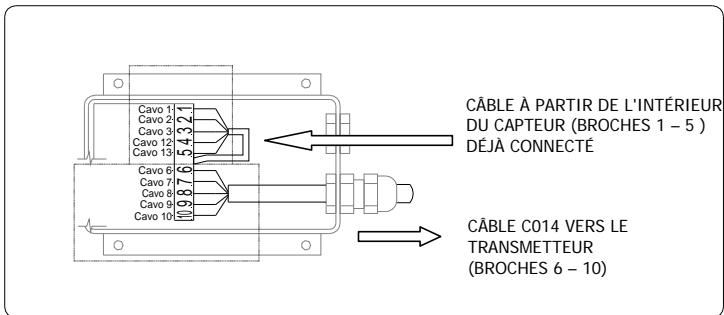 Cavo 1
Cavo 2
Cavo 3
Cavo 12
Cavo 13
Cavo 6
Cavo 7
Cavo 8
Cavo 9
Cavo 10
1
2
3
4
5
6
7
8
9
10
CÂBLE À PARTIR DE L'INTÉRIEUR
DU CAPTEUR (BROCHES 1 – 5 )
DÉJÀ CONNECTÉ
CÂBLE C014 VERS LE
TRANSMETTEUR
(BROCHES 6 – 10)